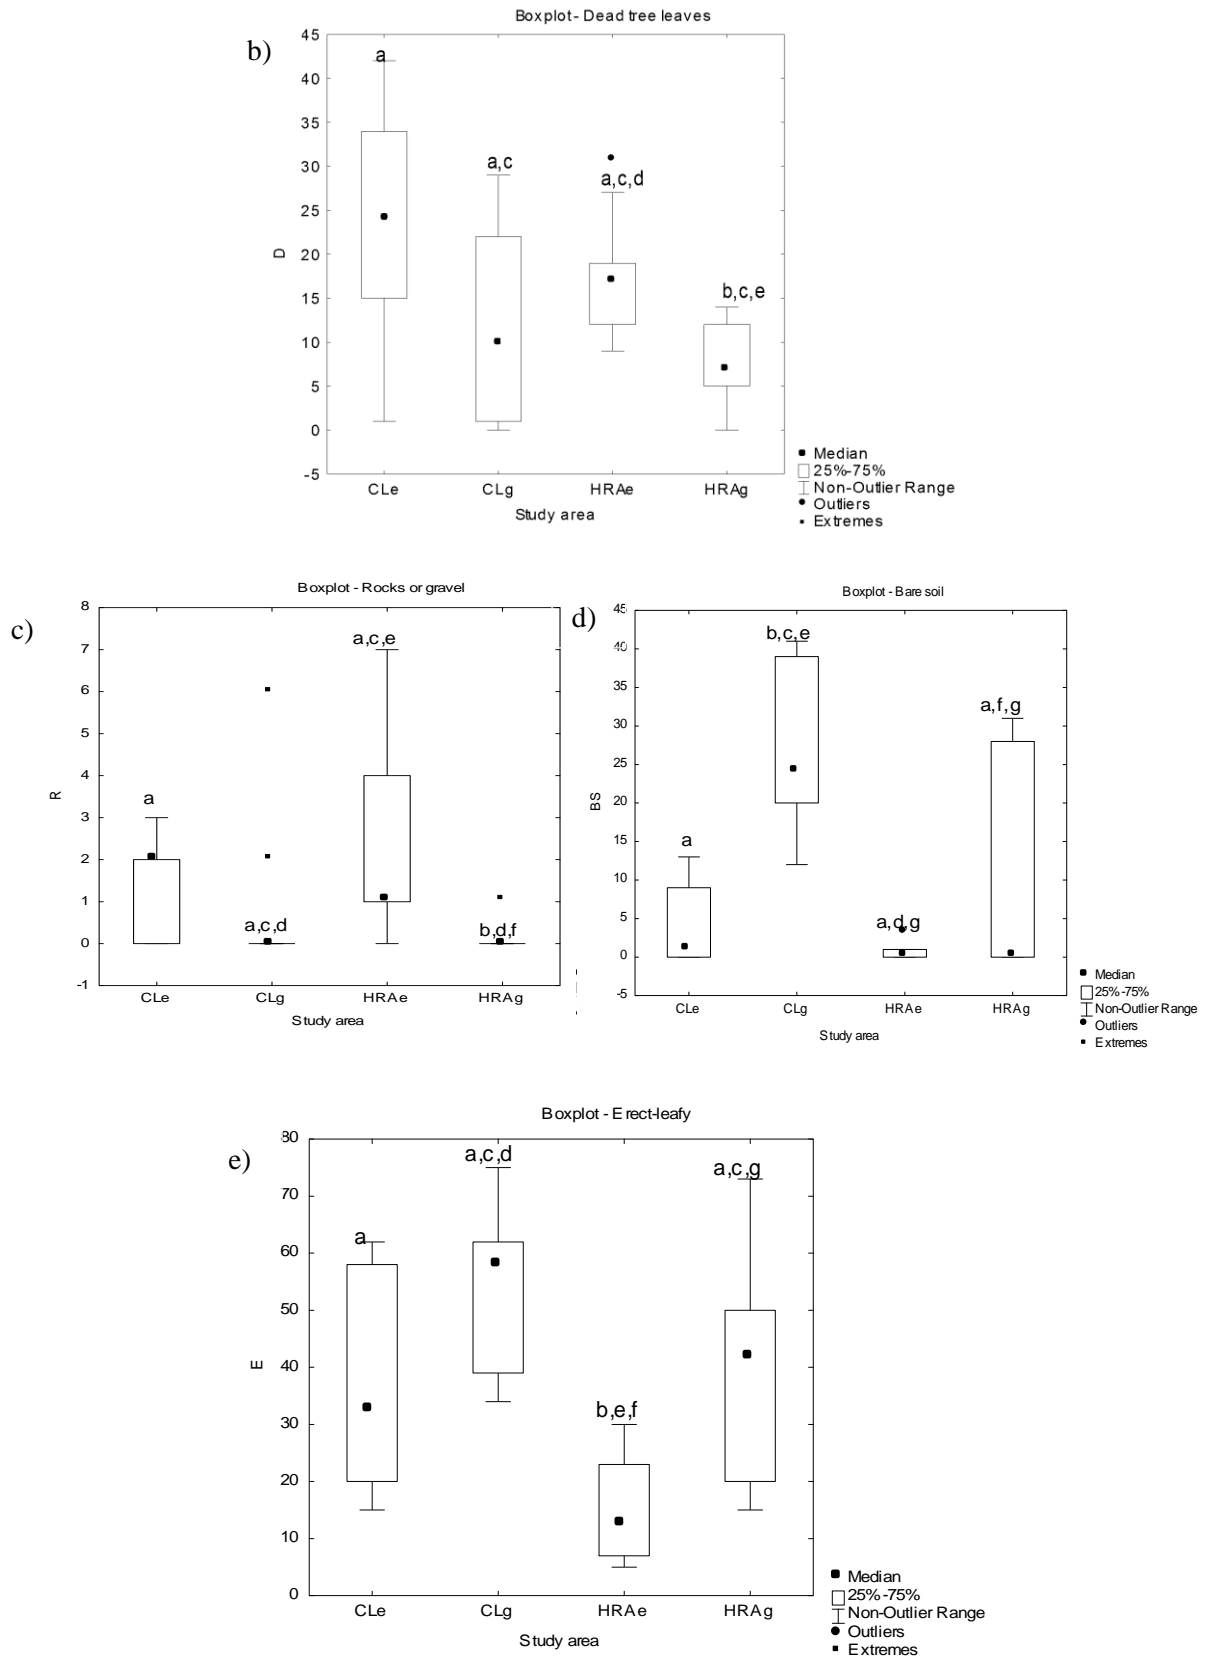 Boxplot - Dead tree leaves
b)
45
40
35
30
25
20
15
10
5
0
-5
D
a
a,c
a,c,d
b,c,e
CLe CLg HRAe HRAg
Study area
Median
25%-75%
Non-Outlier Range
Outliers
Extremes
Boxplot - Rocks or gravel
c)
8
7
6
5
4
3
2
1
0
-1
R
a
a,c,d
a,c,e
b,d,f
CLe CLg HRAe HRAg
Study area
Boxplot - Bare soil
d)
45
40
35
30
25
20
15
10
5
0
-5
BS
a
b,c,e
a,d,g
a,f,g
CLe CLg HRAe HRAg
Study area
Median
25%-75%
Non-Outlier Range
Outliers
Extremes
Boxplot - Erect-leafy
e)
80
70
60
50
40
30
20
10
0
E
a
a,c,d
b,e,f
a,c,g
CLe CLg HRAe HRAg
Study area
Median
25%-75%
Non-Outlier Range
Outliers
Extremes